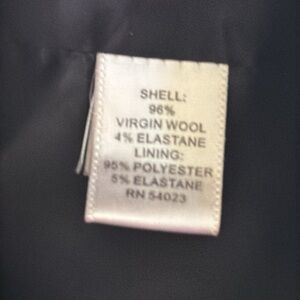 SHELL:
96%
VIRGIN WOOL
4% ELASTANE
LINING:
95% POLYESTER
5% ELASTANE
RN 54023